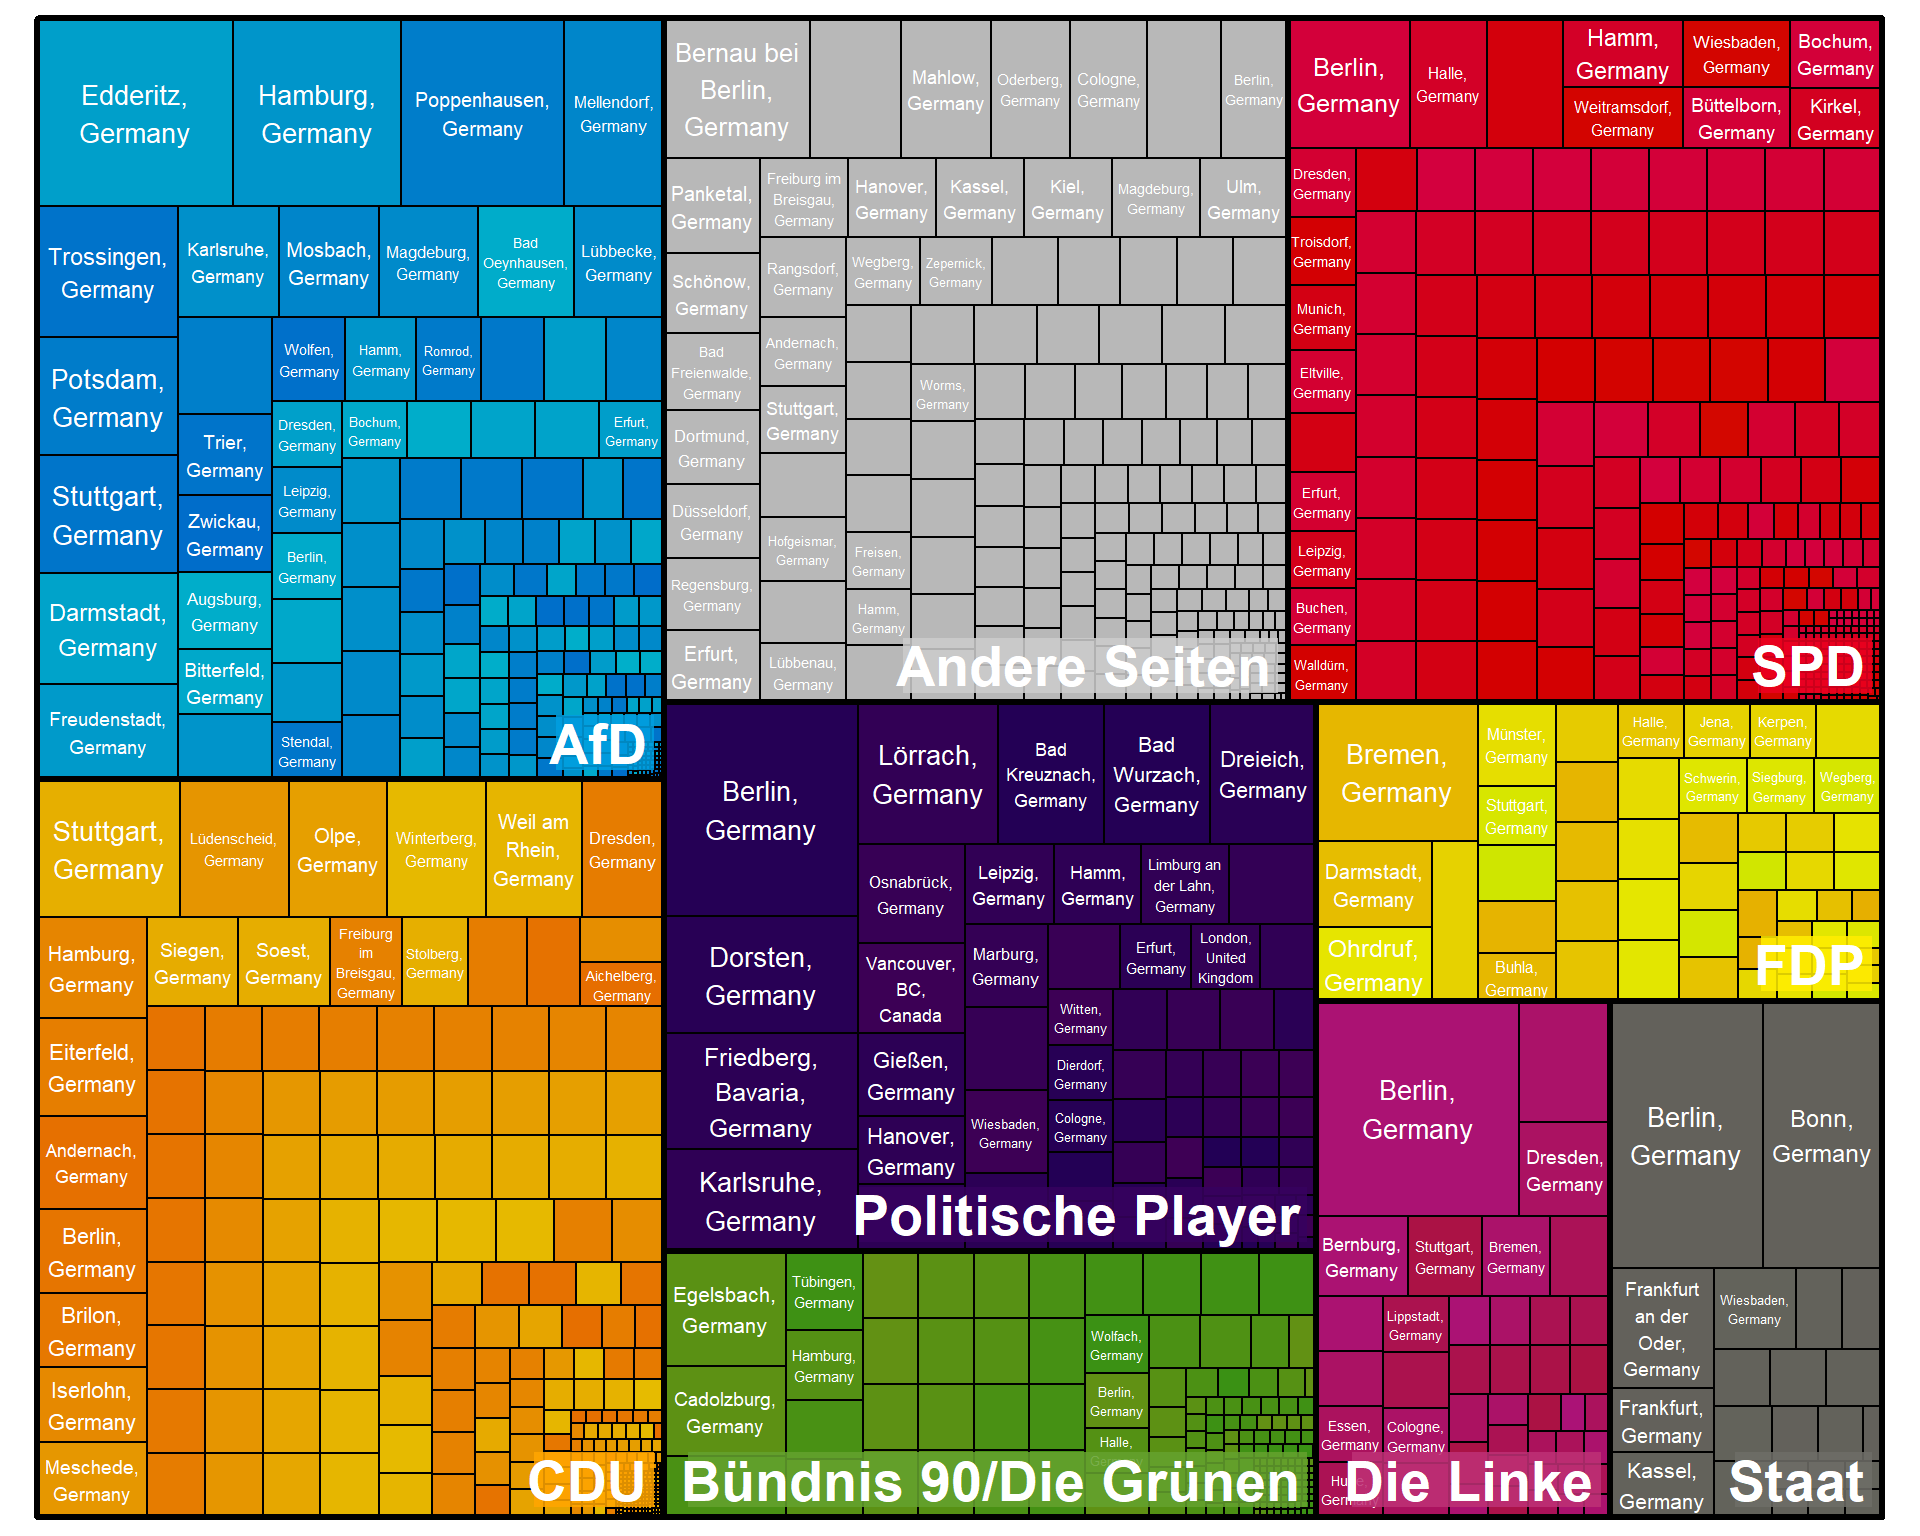 Edderitz,
Germany
Hamburg,
Germany
Poppenhausen,
Germany
Mellendorf,
Germany
Trossingen,
Germany
Karlsruhe,
Germany
Mosbach,
Germany
Magdeburg,
Germany
Bad
Oeynhausen,
Germany
Lübbecke,
Germany
Potsdam,
Germany
Wolfen,
Germany
Hamm,
Germany
Romrod,
Germany
Trier,
Germany
Dresden,
Germany
Bochum,
Germany
Erfurt,
Germany
Stuttgart,
Germany
Zwickau,
Germany
Leipzig,
Germany
Berlin,
Germany
Darmstadt,
Germany
Augsburg,
Germany
Bitterfeld,
Germany
Freudenstadt,
Germany
Stendal,
Germany
AfD
Bernau bei
Berlin,
Germany
Mahlow,
Germany
Oderberg,
Germany
Cologne,
Germany
Berlin,
Germany
Panketal,
Germany
Freiburg im
Breisgau,
Germany
Hanover,
Germany
Kassel,
Germany
Kiel,
Germany
Magdeburg,
Germany
Ulm,
Germany
Schönow,
Germany
Rangsdorf,
Germany
Wegberg,
Germany
Zepernick,
Germany
Bad
Freienwalde,
Germany
Andernach,
Germany
Stuttgart,
Germany
Worms,
Germany
Dortmund,
Germany
Düsseldorf,
Germany
Hofgeismar,
Germany
Freisen,
Germany
Regensburg,
Germany
Hamm,
Germany
Erfurt,
Germany
Lübbenau,
Germany
Andere Seiten
Berlin,
Germany
Halle,
Germany
Hamm,
Germany
Wiesbaden,
Germany
Bochum,
Germany
Weitramsdorf,
Germany
Büttelborn,
Germany
Kirkel,
Germany
Dresden,
Germany
Troisdorf,
Germany
Munich,
Germany
Eltville,
Germany
Erfurt,
Germany
Leipzig,
Germany
Buchen,
Germany
Walldürn,
Germany
SPD
Stuttgart,
Germany
Lüdenscheid,
Germany
Olpe,
Germany
Winterberg,
Germany
Weil am
Rhein,
Germany
Dresden,
Germany
Hamburg,
Germany
Siegen,
Germany
Soest,
Germany
Freiburg
im
Breisgau,
Germany
Stolberg,
Germany
Aichelberg,
Germany
Eiterfeld,
Germany
Andernach,
Germany
Berlin,
Germany
Brilon,
Germany
Iserlohn,
Germany
Meschede,
Germany
CDU
Berlin,
Germany
Lörrach,
Germany
Bad
Kreuznach,
Germany
Bad
Wurzach,
Germany
Dreieich,
Germany
Osnabrück,
Germany
Leipzig,
Germany
Hamm,
Germany
Limburg an
der Lahn,
Germany
Dorsten,
Germany
Vancouver,
BC,
Canada
Marburg,
Germany
Erfurt,
Germany
London,
United
Kingdom
Friedberg,
Bavaria,
Germany
Gießen,
Germany
Witten,
Germany
Dierdorf,
Germany
Wiesbaden,
Germany
Cologne,
Germany
Hanover,
Germany
Karlsruhe,
Germany
Politische Player
Bremen,
Germany
Münster,
Germany
Halle,
Germany
Jena,
Germany
Kerpen,
Germany
Stuttgart,
Germany
Schwerin,
Germany
Siegburg,
Germany
Wegberg,
Germany
Darmstadt,
Germany
Ohrdruf,
Germany
Buhla,
Germany
FDP
Egelsbach,
Germany
Tübingen,
Germany
Hamburg,
Germany
Wolfach,
Germany
Cadolzburg,
Germany
Berlin,
Germany
Halle,
Bündnis 90/Die Grünen
Berlin,
Germany
Dresden,
Germany
Bernburg,
Germany
Stuttgart,
Germany
Bremen,
Germany
Lippstadt,
Germany
Essen,
Germany
Cologne,
Germany
Die Linke
Berlin,
Germany
Bonn,
Germany
Frankfurt
an der
Oder,
Germany
Wiesbaden,
Germany
Frankfurt,
Germany
Kassel,
Germany
Staat